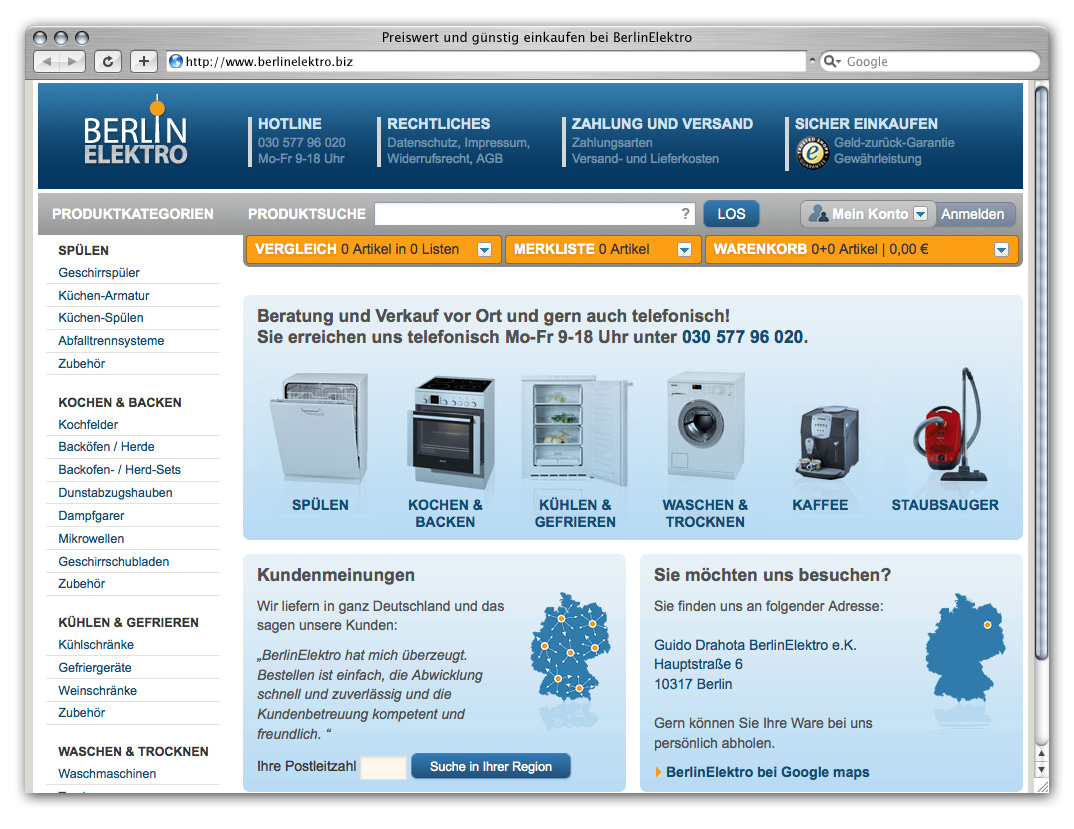 Preiswert und günstig einkaufen bei BerlinElektro
http://www.berlinelektro.biz
Google
BERLIN
ELEKTRO
HOTLINE
030 577 96 020
Mo-Fr 9-18 Uhr
RECHTLICHES
Datenschutz, Impressum,
Widerrufsrecht, AGB
ZAHLUNG UND VERSAND
Zahlungsarten
Versand- und Lieferkosten
SICHER EINKAUFEN
Geld-zurück-Garantie
Gewährleistung
PRODUKTKATEGORIEN
PRODUKTSUCHE
?
LOS
Mein Konto
Anmelden
VERGLEICH 0 Artikel in 0 Listen
MERKLISTE 0 Artikel
WARENKORB 0+0 Artikel | 0,00 €
SPÜLEN
Geschirrspüler
Küchen-Armatur
Küchen-Spülen
Abfalltrennsysteme
Zubehör
KOCHEN & BACKEN
Kochfelder
Backöfen / Herde
Backofen- / Herd-Sets
Dunstabzugshauben
Dampfgarer
Mikrowellen
Geschirrschubladen
Zubehör
KÜHLEN & GEFRIEREN
Kühlschränke
Gefriergeräte
Weinschränke
Zubehör
WASCHEN & TROCKNEN
Waschmaschinen
Beratung und Verkauf vor Ort und gern auch telefonisch!
Sie erreichen uns telefonisch Mo-Fr 9-18 Uhr unter 030 577 96 020.
SPÜLEN
KOCHEN &
BACKEN
KÜHLEN &
GEFRIEREN
WASCHEN &
TROCKNEN
KAFFEE
STAUBSAUGER
Kundenmeinungen
Wir liefern in ganz Deutschland und das
sagen unsere Kunden:
„BerlinElektro hat mich überzeugt.
Bestellen ist einfach, die Abwicklung
schnell und zuverlässig und die
Kundenbetreuung kompetent und
freundlich. “
Ihre Postleitzahl
Suche in Ihrer Region
Sie möchten uns besuchen?
Sie finden uns an folgender Adresse:
Guido Drahota BerlinElektro e.K.
Hauptstraße 6
10317 Berlin
Gern können Sie Ihre Ware bei uns
persönlich abholen.
BerlinElektro bei Google maps